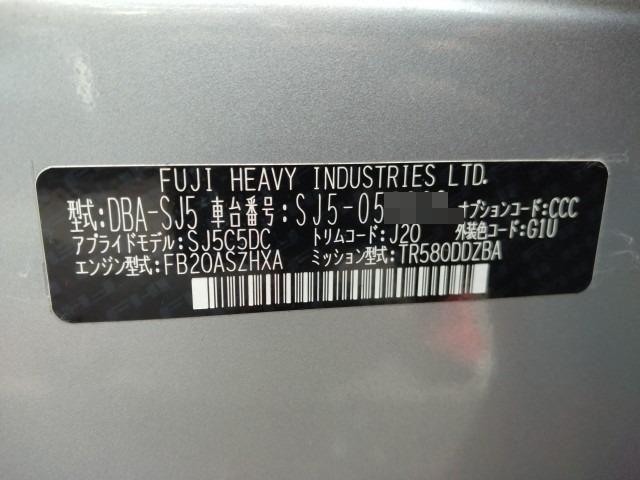 FUJI HEAVY INDUSTRIES LTD.
型式:DBA-SJ5 車台番号:SJ5-05 オプションコード:CCC
アプライドモデル:SJ5C5DC トリムコード:J20 外装色コード:G1U
エンジン型式:FB20ASZHXA ミッション型式:TR580DDZBA